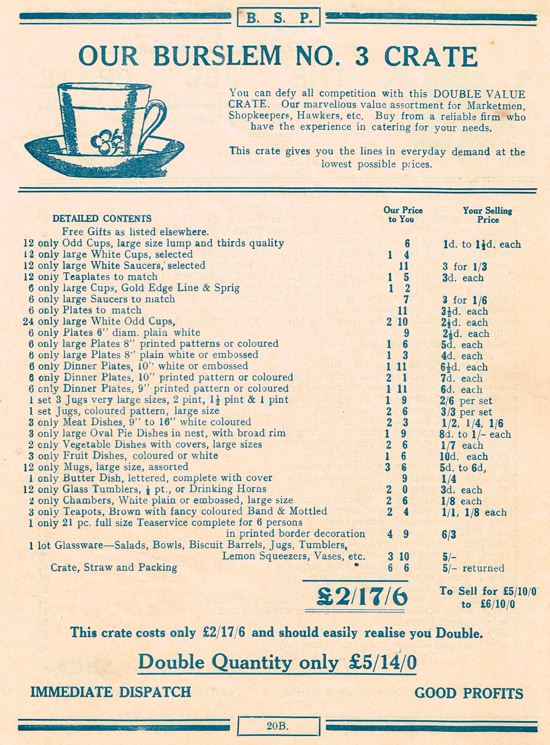 B. S. P.
OUR BURSLEM NO. 3 CRATE
You can defy all competition with this DOUBLE VALUE
CRATE. Our marvellous value assortment for Marketmen,
Shopkeepers, Hawkers, etc. Buy from a reliable firm who
have the experience in catering for your needs.
This crate gives you the lines in everyday demand at the
lowest possible prices.
DETAILED CONTENTS Our Price to You Your Selling Price
Free Gifts as listed elsewhere.
12 only Odd Cups, large size lump and thirds quality 6 1d. to 1½d. each
12 only large White Cups, selected 1 4
12 only large White Saucers, selected 11 3 for 1/3
12 only Teaplates to match 1 5 3d. each
6 only large Cups, Gold Edge Line & Sprig 1 2
6 only large Saucers to match 7 3 for 1/6
6 only Plates to match 11 3½d. each
24 only large White Odd Cups, 2 10 2½d. each
6 only Plates 6" diam. plain white 9 2½d. each
6 only large Plates 8" printed patterns or coloured 1 6 5d. each
6 only large Plates 8" plain white or embossed 1 3 4d. each
6 only Dinner Plates, 10" white or embossed 1 11 6½d. each
6 only Dinner Plates, 10" printed pattern or coloured 2 1 7d. each
6 only Dinner Plates, 9" printed pattern or coloured 1 11 6d. each
1 set 3 Jugs very large sizes, 2 pint, 1½ pint & 1 pint 1 9 2/6 per set
1 set Jugs, coloured pattern, large size 2 6 3/3 per set
3 only Meat Dishes, 9" to 16" white coloured 2 3 1/2, 1/4, 1/6
3 only large Oval Pie Dishes in nest, with broad rim 1 9 8d. to 1/- each
2 only Vegetable Dishes with covers, large sizes 2 6 1/7 each
3 only Fruit Dishes, coloured or white 1 6 10d. each
12 only Mugs, large size, assorted 3 6 5d. to 6d,
1 only Butter Dish, lettered, complete with cover 9 1/4
12 only Glass Tumblers, ½ pt., or Drinking Horns 2 0 3d. each
2 only Chambers, White plain or embossed, large size 2 6 1/8 each
3 only Teapots, Brown with fancy coloured Band & Mottled 2 4 1/1, 1/8 each
1 only 21 pc. full size Teaservice complete for 6 persons
in printed border decoration 4 9 6/3
1 lot Glassware—Salads, Bowls, Biscuit Barrels, Jugs, Tumblers,
Lemon Squeezers, Vases, etc. 3 10 5/-
Crate, Straw and Packing 6 6 5/- returned
£2/17/6 To Sell for £5/10/0
to £6/10/0
This crate costs only £2/17/6 and should easily realise you Double.
Double Quantity only £5/14/0
IMMEDIATE DISPATCH GOOD PROFITS
20B.